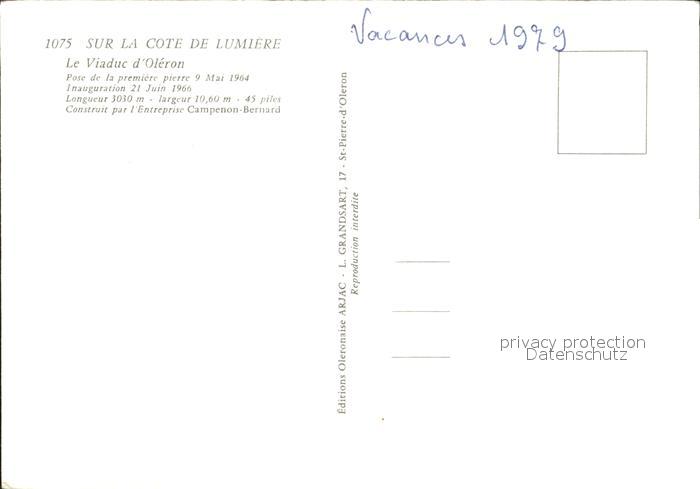 1075 SUR LA COTE DE LUMIÈRE
Le Viaduc d'Oléron
Pose de la première pierre 9 Mai 1964
Inauguration 21 Juin 1966
Longueur 3030 m - largeur 10,60 m - 45 piles
Construit par l'Entreprise Campenon-Bernard
Vacances 1979
Éditions Oleronaise ARJAC - L. GRANDSART, 17 - St-Pierre-d'Oleron
Reproduction interdite
privacy protection
Datenschutz